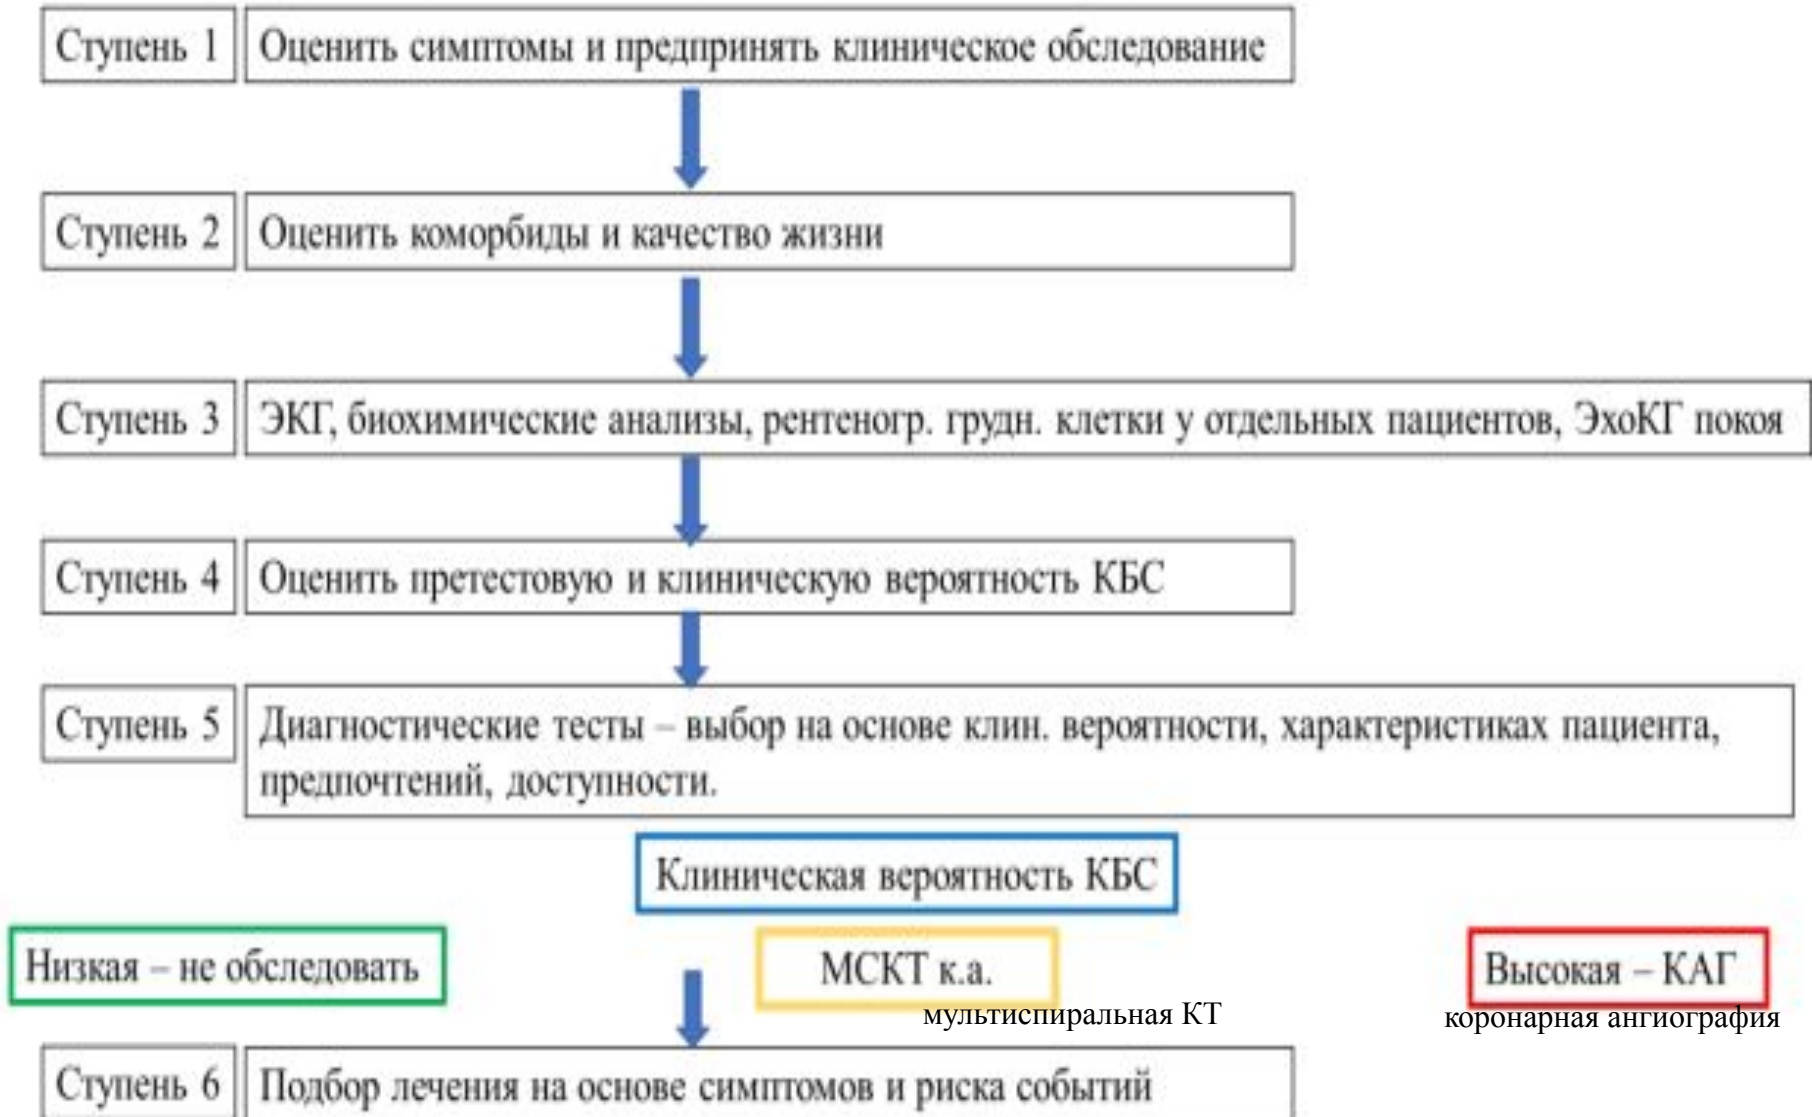 Ступень 1 Оценить симптомы и предпринять клиническое обследование
Ступень 2 Оценить коморбиды и качество жизни
Ступень 3 ЭКГ, биохимические анализы, рентеногр. грудн. клетки у отдельных пациентов, ЭхоКГ покоя
Ступень 4 Оценить претестовую и клиническую вероятность КБС
Ступень 5 Диагностические тесты – выбор на основе клин. вероятности, характеристиках пациента,
предпочтений, доступности.
Клиническая вероятность КБС
Низкая – не обследовать МСКТ к.а. Высокая – КАГ
мультиспиральная КТ коронарная ангиография
Ступень 6 Подбор лечения на основе симптомов и риска событий